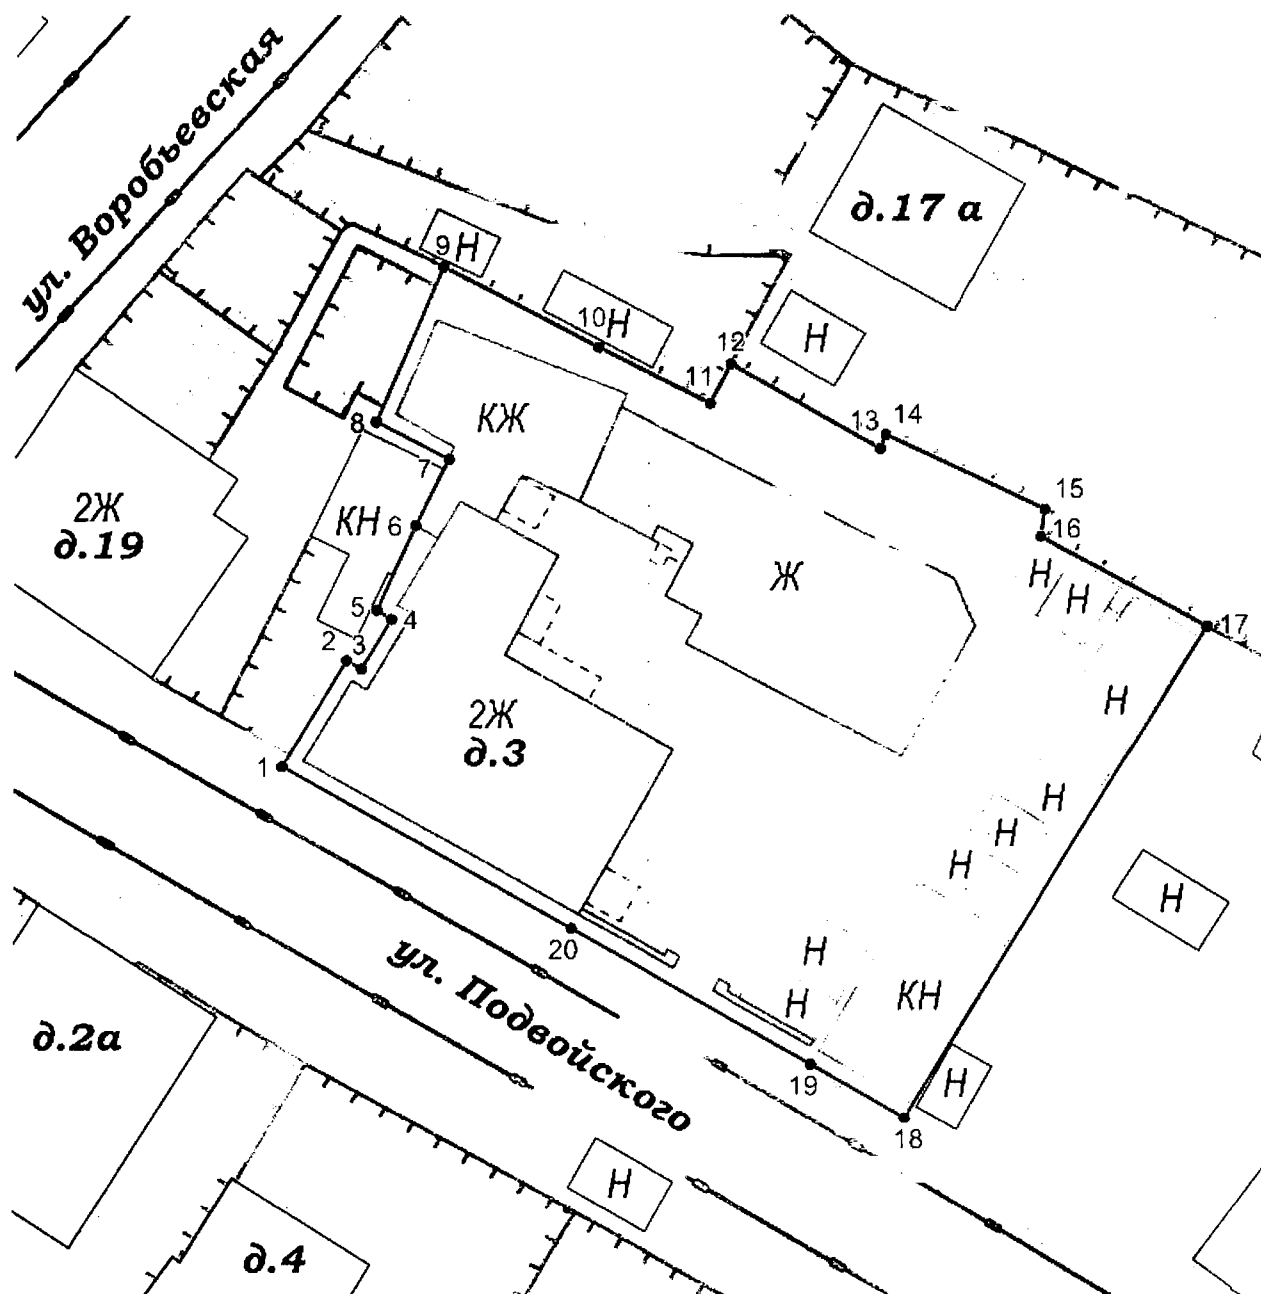 ул. Воробьевская
д.17 а
9
Н
10
Н
Н
12
11
КЖ
8
13
14
7
15
2Ж
д.19
КН
6
16
Ж
Н
Н
5
4
17
2
3
Н
2Ж
д.3
1
Н
Н
Н
Н
20
ул. Подвойского
Н
Н
КН
д.2а
19
Н
18
Н
д.4